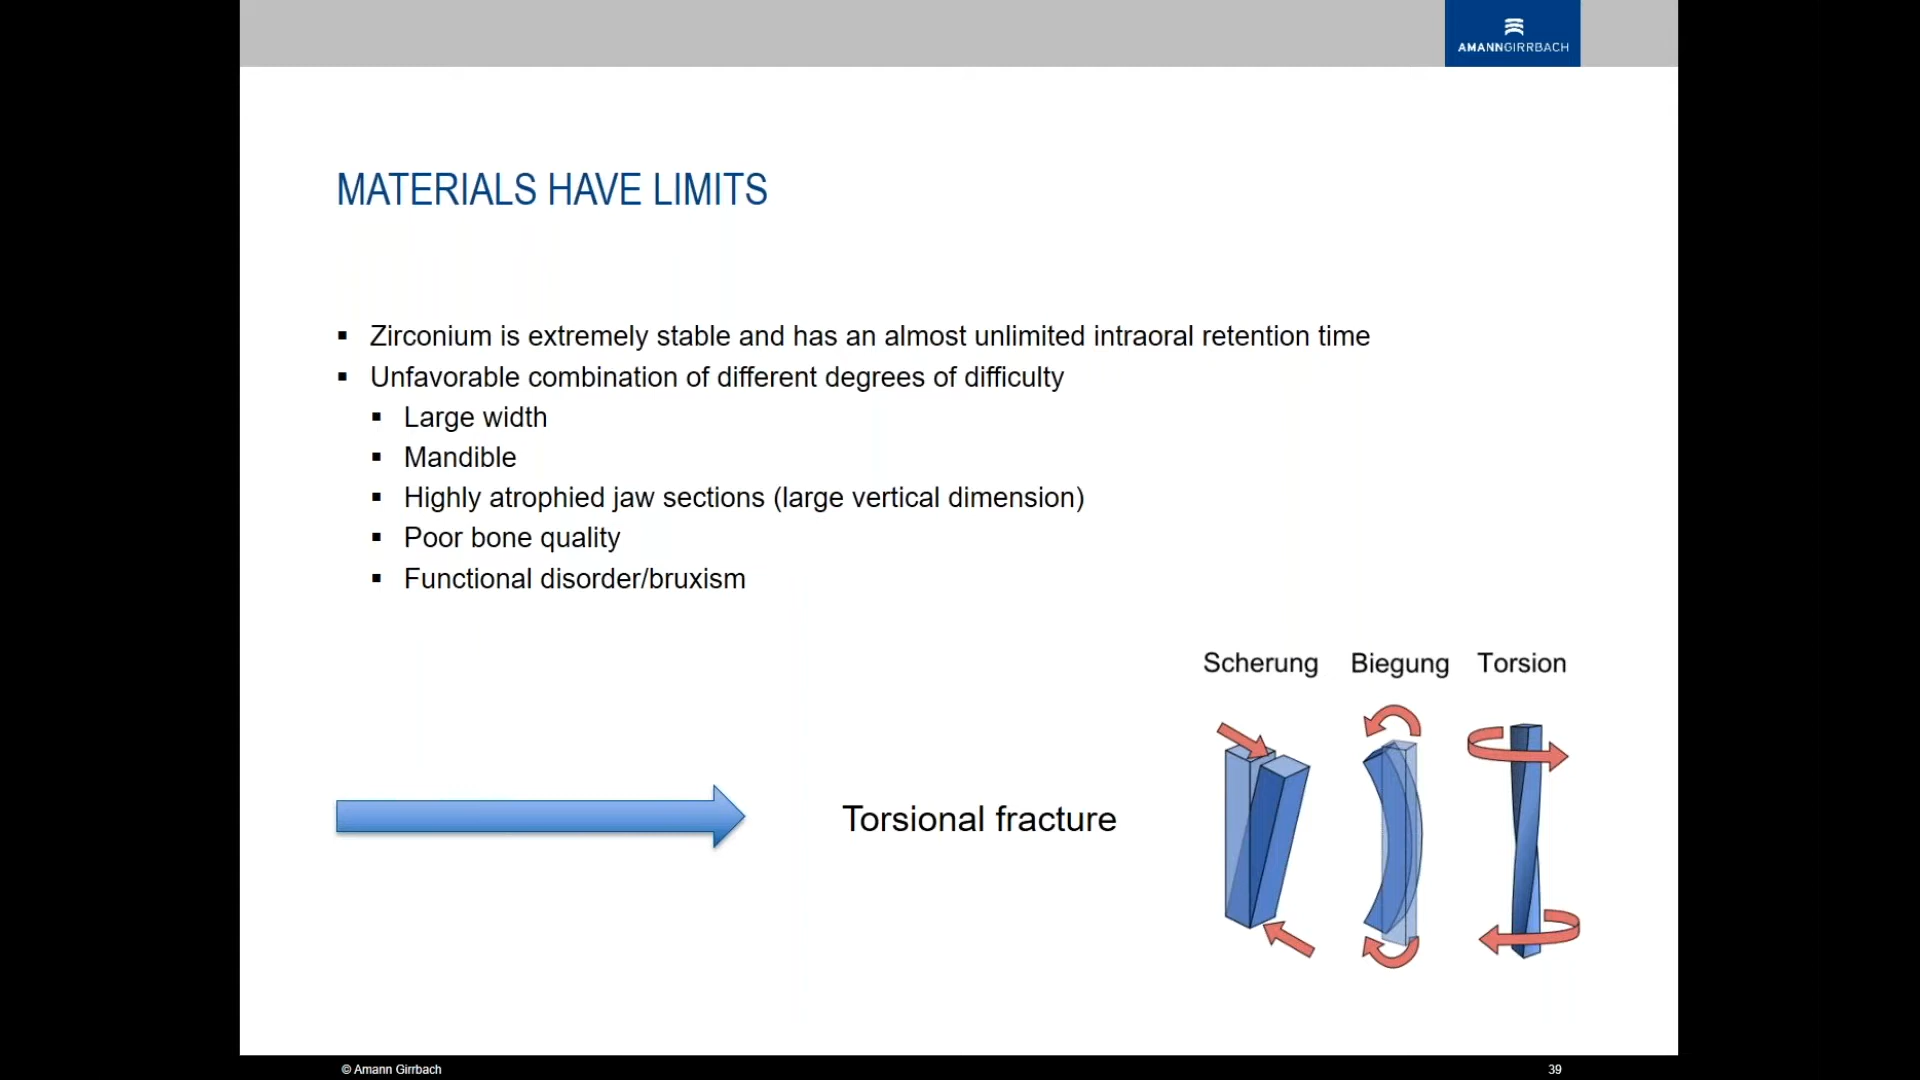 AMANNGIRRBACH
MATERIALS HAVE LIMITS
▪ Zirconium is extremely stable and has an almost unlimited intraoral retention time
▪ Unfavorable combination of different degrees of difficulty
▪ Large width
▪ Mandible
▪ Highly atrophied jaw sections (large vertical dimension)
▪ Poor bone quality
▪ Functional disorder/bruxism
Scherung Biegung Torsion
Torsional fracture
© Amann Girrbach 39